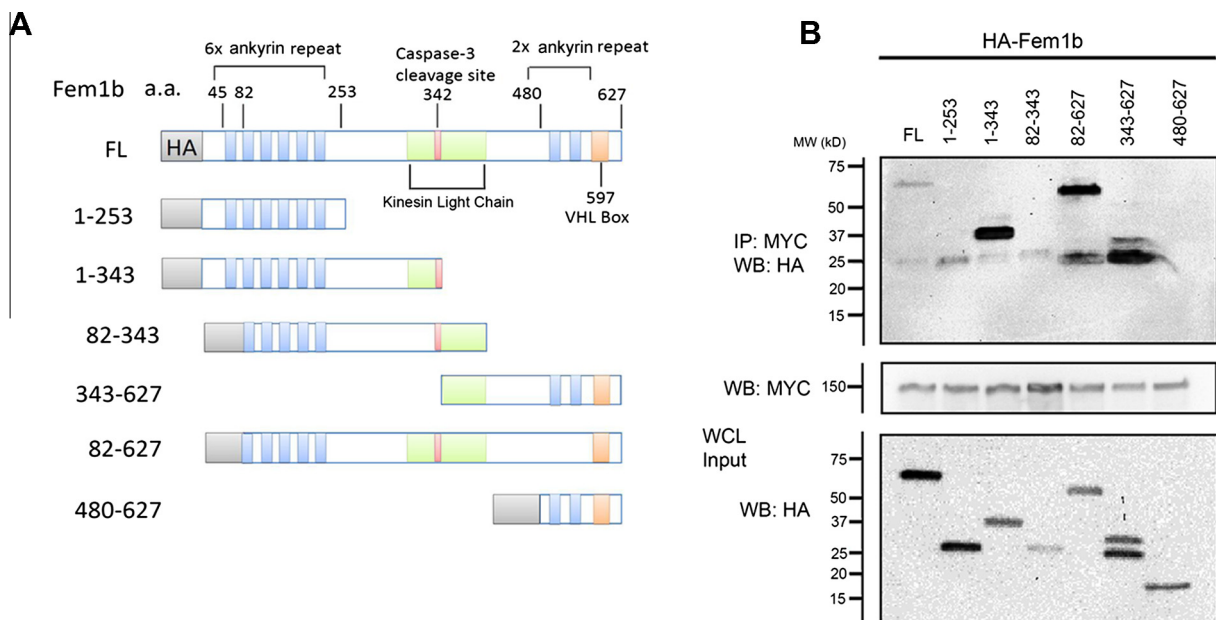 A
6x ankyrin repeat
Caspase-3
cleavage site
2x ankyrin repeat
Fem1b a.a.
45 82 253 342 480 627
FL HA
Kinesin Light Chain
597
VHL Box
1-253
1-343
82-343
343-627
82-627
480-627
B
HA-Fem1b
MW (kD)
FL 1-253 1-343 82-343 82-627 343-627 480-627
75
50
37
25
20
15
IP: MYC
WB: HA
WB: MYC 150
WCL
Input
WB: HA
75
50
37
25
20
15